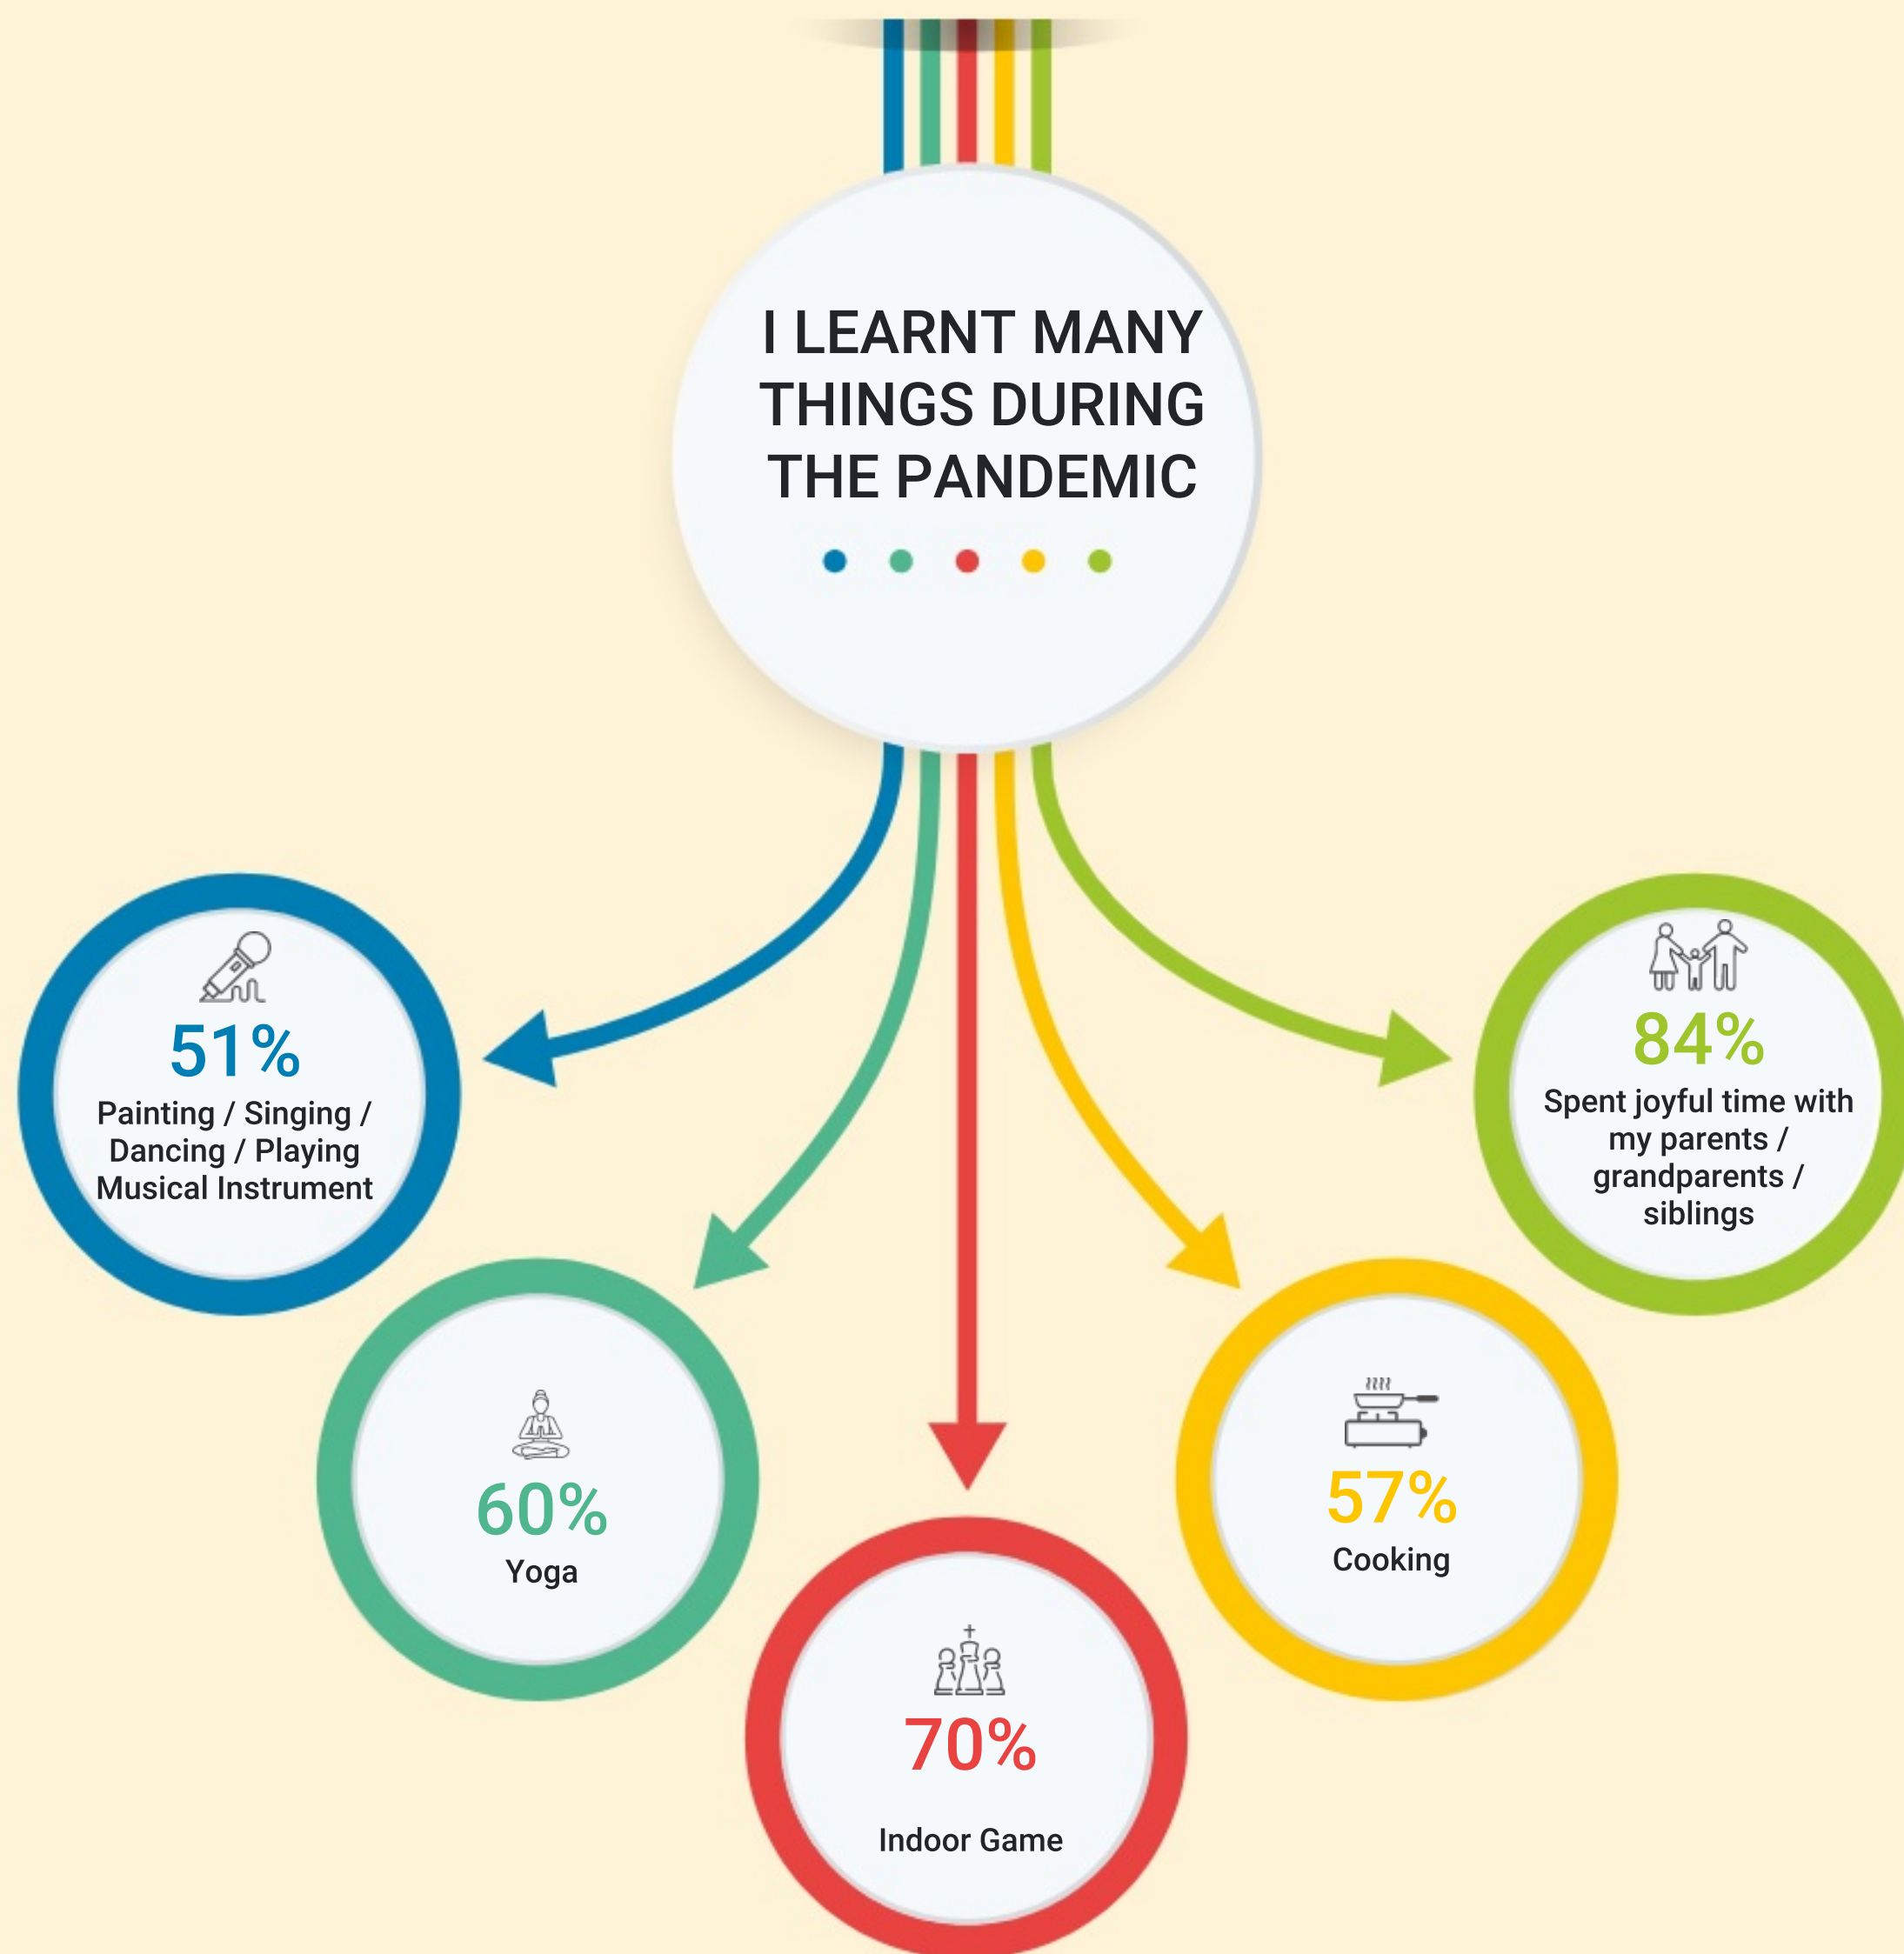 I LEARNT MANY
THINGS DURING
THE PANDEMIC
51%
Painting / Singing /
Dancing / Playing
Musical Instrument
60%
Yoga
70%
Indoor Game
57%
Cooking
84%
Spent joyful time with
my parents /
grandparents /
siblings